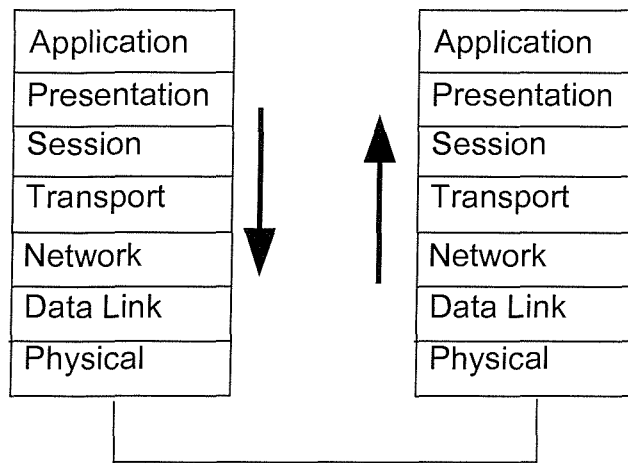 Application
Presentation
Session
Transport
Network
Data Link
Physical
Application
Presentation
Session
Transport
Network
Data Link
Physical